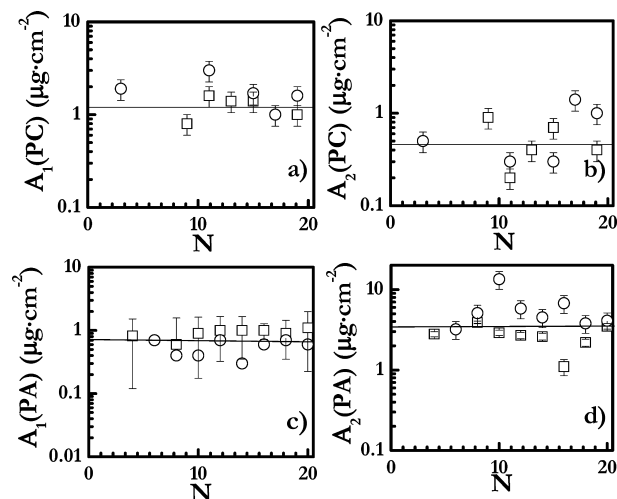 A₁(PC) (μg·cm⁻²)
10
1
0.1
0
10
20
N
a)
A₂(PC) (μg·cm⁻²)
10
1
0.1
0
10
20
N
b)
A₁(PA) (μg·cm⁻²)
10
1
0.1
0.01
0
10
20
N
c)
A₂(PA) (μg·cm⁻²)
10
1
0.1
0
10
20
N
d)